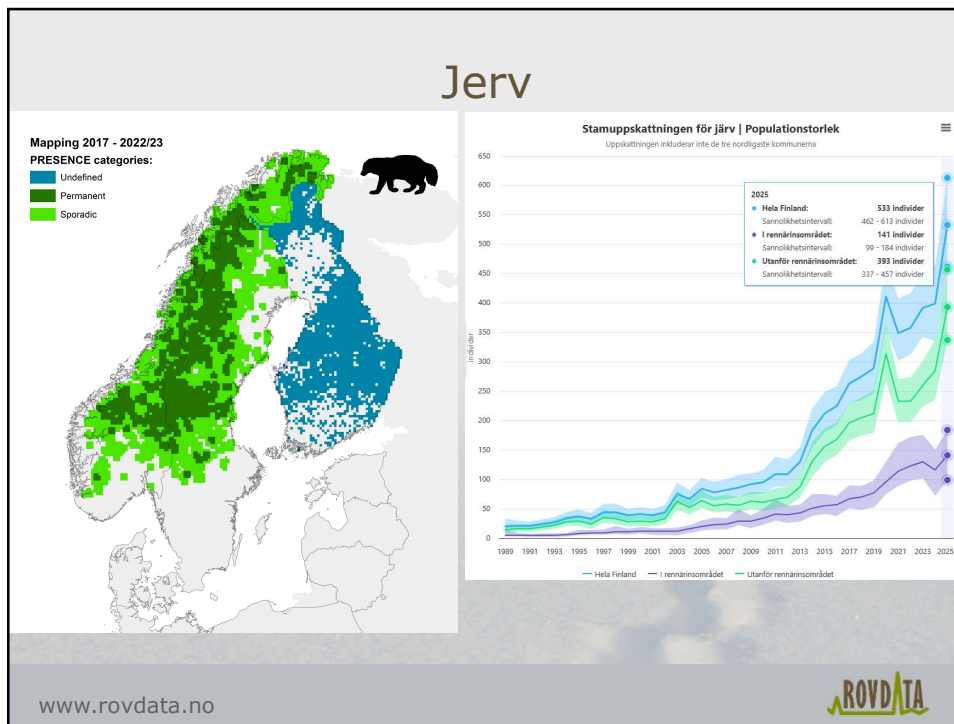 Jerv
Mapping 2017 - 2022/23
PRESENCE categories:
Undefined
Permanent
Sporadic
Stamuppskattningen för järv | Populationstorlek
Uppskattningen inkluderar inte de tre nordligaste kommunerna
650
600
550
500
450
400
350
300
250
200
150
100
50
0
individer
2025
Hela Finland: 533 individer
Sannolikhetsintervall: 462 - 613 individer
I rennärinsområdet: 141 individer
Sannolikhetsintervall: 99 - 184 individer
Utanför rennärinsområdet: 393 individer
Sannolikhetsintervall: 337 - 457 individer
1989 1991 1993 1995 1997 1999 2001 2003 2005 2007 2009 2011 2013 2015 2017 2019 2021 2023 2025
Hela Finland I rennärinsområdet Utanför rennärinsområdet
www.rovdata.no
ROVDATA